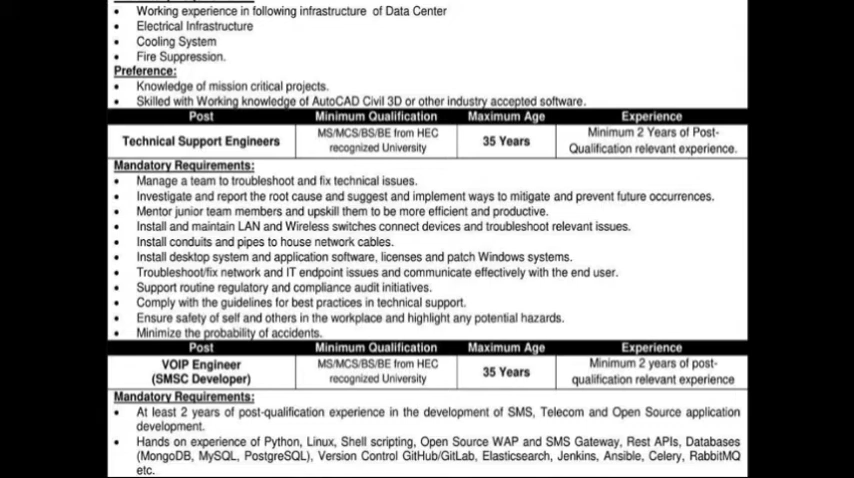 • Working experience in following infrastructure of Data Center
• Electrical Infrastructure
• Cooling System
• Fire Suppression.
Preference:
• Knowledge of mission critical projects.
• Skilled with Working knowledge of AutoCAD Civil 3D or other industry accepted software.
Post Minimum Qualification Maximum Age Experience
Technical Support Engineers MS/MCS/BS/BE from HEC recognized University 35 Years Minimum 2 Years of Post-Qualification relevant experience.
Mandatory Requirements:
• Manage a team to troubleshoot and fix technical issues.
• Investigate and report the root cause and suggest and implement ways to mitigate and prevent future occurrences.
• Mentor junior team members and upskill them to be more efficient and productive.
• Install and maintain LAN and Wireless switches connect devices and troubleshoot relevant issues.
• Install conduits and pipes to house network cables.
• Install desktop system and application software, licenses and patch Windows systems.
• Troubleshoot/fix network and IT endpoint issues and communicate effectively with the end user.
• Support routine regulatory and compliance audit initiatives.
• Comply with the guidelines for best practices in technical support.
• Ensure safety of self and others in the workplace and highlight any potential hazards.
• Minimize the probability of accidents.
Post Minimum Qualification Maximum Age Experience
VOIP Engineer (SMSC Developer) MS/MCS/BS/BE from HEC recognized University 35 Years Minimum 2 years of post-qualification relevant experience
Mandatory Requirements:
• At least 2 years of post-qualification experience in the development of SMS, Telecom and Open Source application
development.
• Hands on experience of Python, Linux, Shell scripting, Open Source WAP and SMS Gateway, Rest APIs, Databases
(MongoDB, MySQL, PostgreSQL), Version Control GitHub/GitLab, Elasticsearch, Jenkins, Ansible, Celery, RabbitMQ
etc.